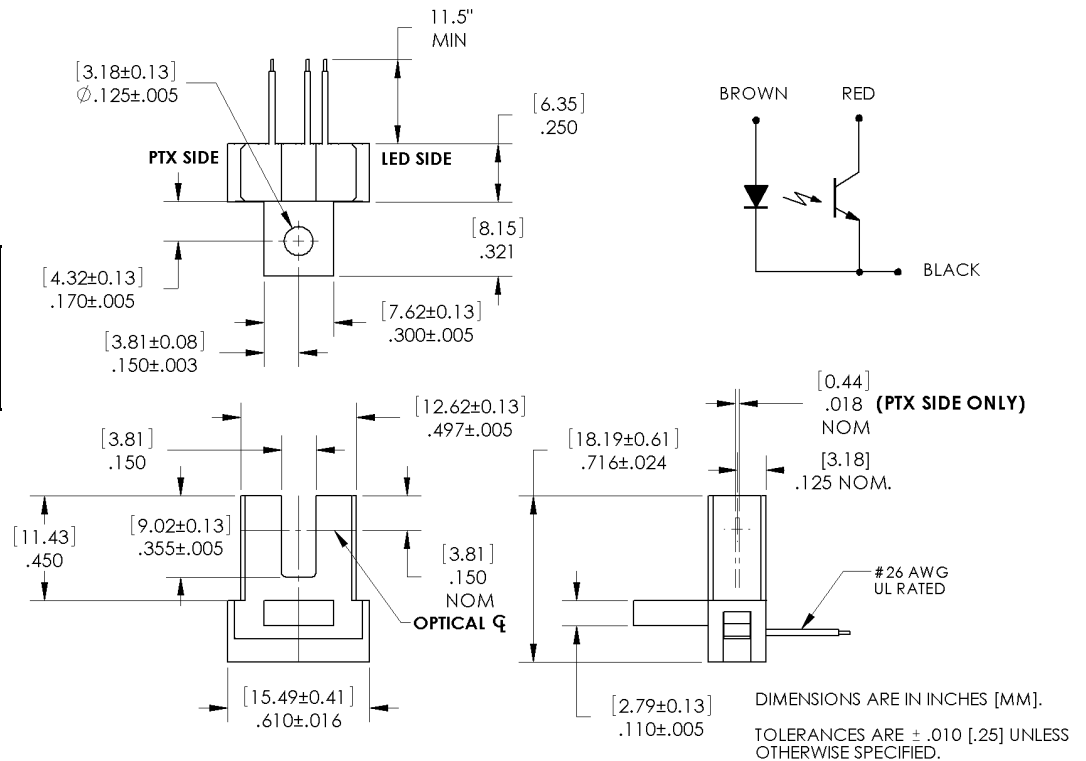 11.5"
MIN
[3.18±0.13]
Ø.125±.005
[6.35]
.250
BROWN
RED
PTX SIDE
LED SIDE
[8.15]
.321
BLACK
[4.32±0.13]
.170±.005
[7.62±0.13]
.300±.005
[3.81±0.08]
.150±.003
[0.44]
.018 (PTX SIDE ONLY)
NOM
[12.62±0.13]
.497±.005
[3.81]
.150
[18.19±0.61]
.716±.024
[3.18]
.125 NOM.
[11.43]
.450
[9.02±0.13]
.355±.005
[3.81]
.150
NOM
OPTICAL ℄
#26 AWG
UL RATED
[15.49±0.41]
.610±.016
[2.79±0.13]
.110±.005
DIMENSIONS ARE IN INCHES [MM].
TOLERANCES ARE ± .010 [.25] UNLESS
OTHERWISE SPECIFIED.